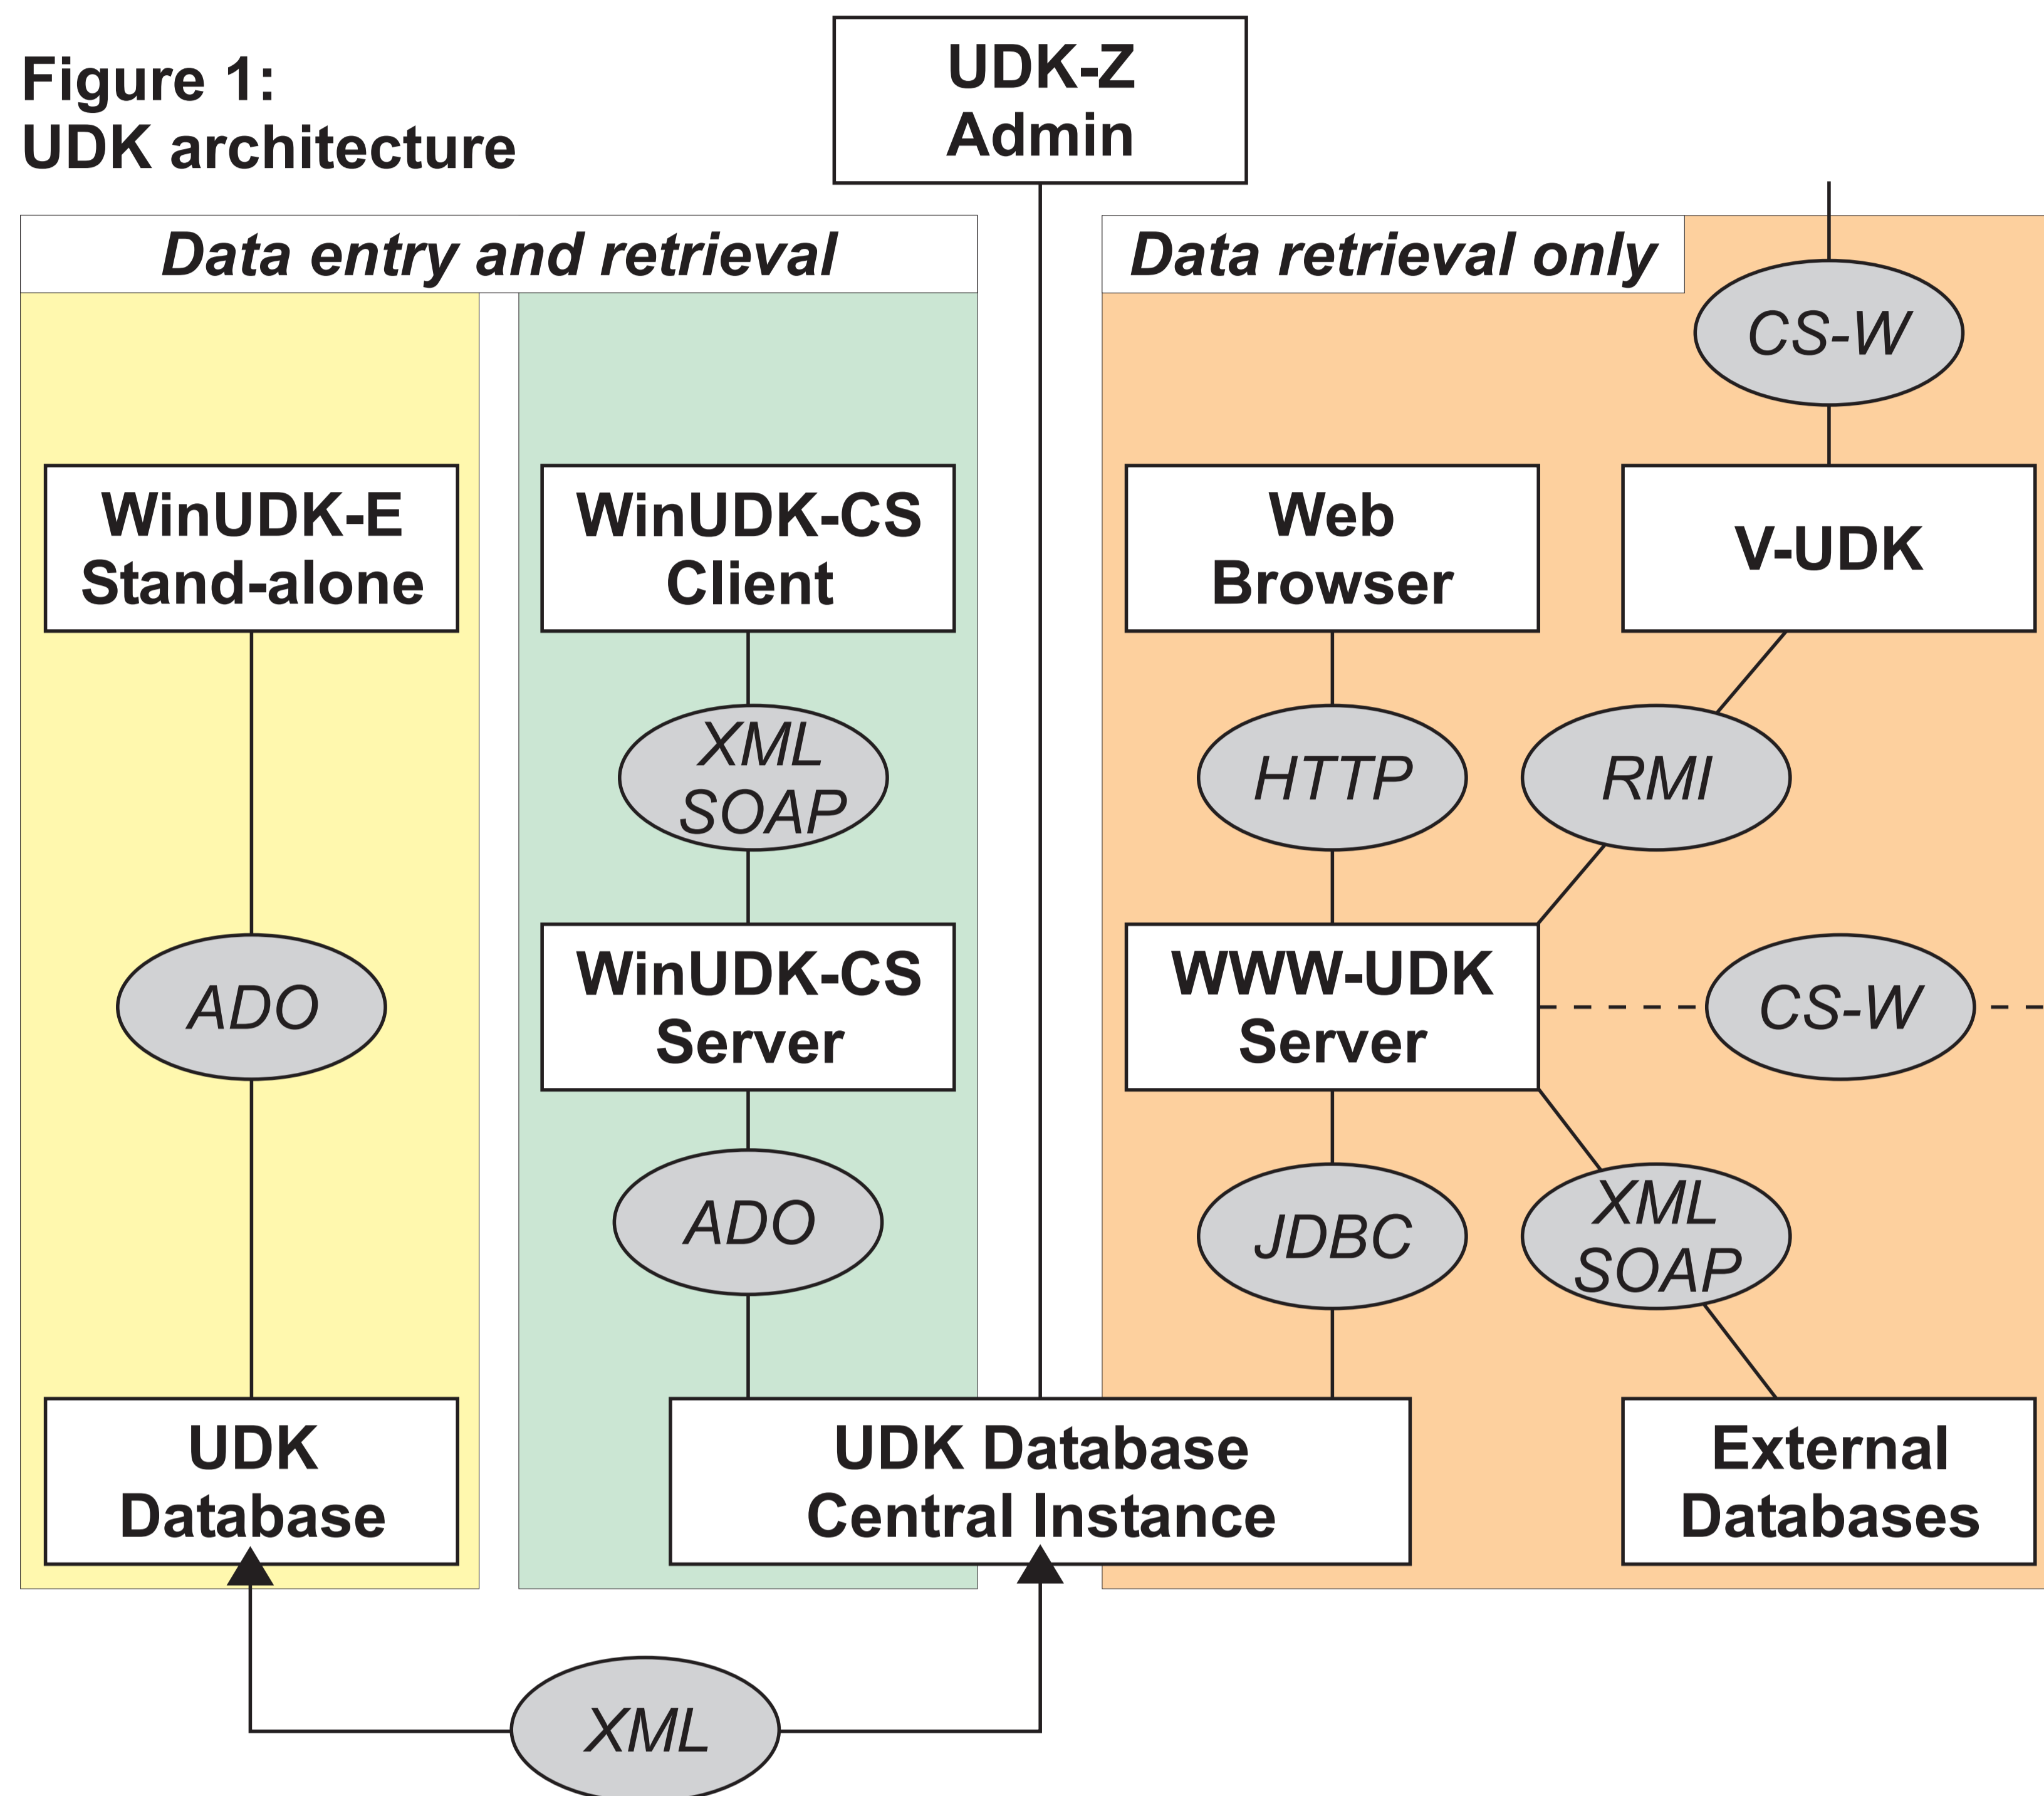 Figure 1:
UDK architecture
UDK-Z
Admin
Data entry and retrieval
Data retrieval only
CS-W
WinUDK-E
Stand-alone
WinUDK-CS
Client
Web
Browser
V-UDK
XML
SOAP
HTTP
RMI
ADO
WinUDK-CS
Server
WWW-UDK
Server
CS-W
ADO
JDBC
XML
SOAP
UDK
Database
UDK Database
Central Instance
External
Databases
XML